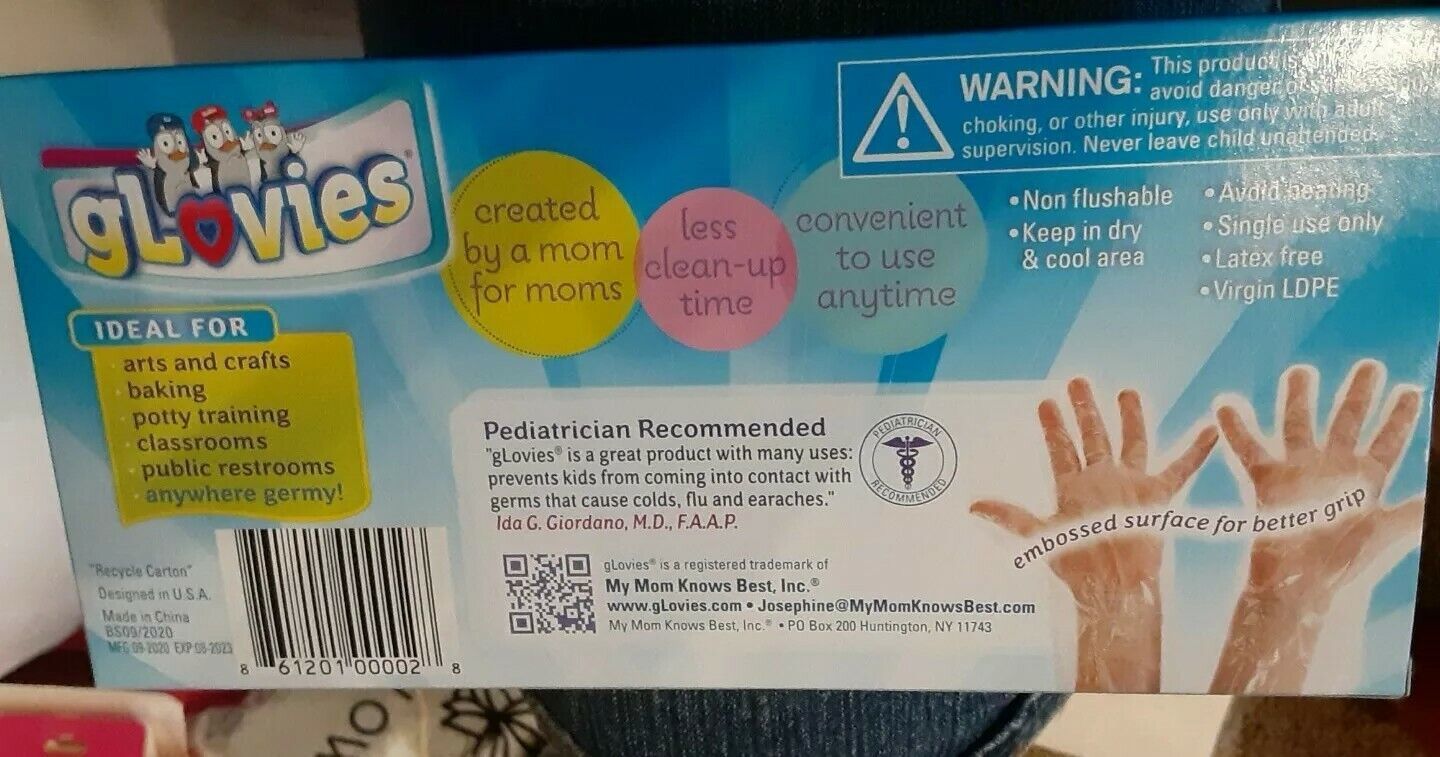 gLovies®
created
by a mom
for moms
less
clean-up
time
convenient
to use
anytime
WARNING: This product is
avoid danger of
choking, or other injury, use only with adult
supervision. Never leave child unattended.
• Non flushable
• Keep in dry
& cool area
• Avoid heating
• Single use only
• Latex free
• Virgin LDPE
IDEAL FOR
arts and crafts
baking
potty training
classrooms
public restrooms
anywhere germy!
Pediatrician Recommended
"gLovies® is a great product with many uses:
prevents kids from coming into contact with
germs that cause colds, flu and earaches."
Ida G. Giordano, M.D., F.A.A.P.
PEDIATRICIAN
RECOMMENDED
embossed surface for better grip
gLovies® is a registered trademark of
My Mom Knows Best, Inc.®
www.gLovies.com • Josephine@MyMomKnowsBest.com
My Mom Knows Best, Inc.® • PO Box 200 Huntington, NY 11743
"Recycle Carton"
Designed in U.S.A.
Made in China
BS09/2020
MFG 09-2020 EXP 08-2023
8 61201 00002 8